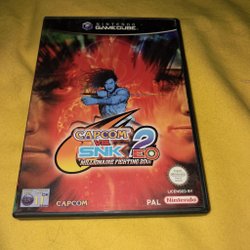 NINTENDO
GAMECUBE
CAPCOM
VS.
SNK 2
EO
MILLIONAIRE FIGHTING 2001
CAPCOM
PAL
LICENSED BY
Nintendo